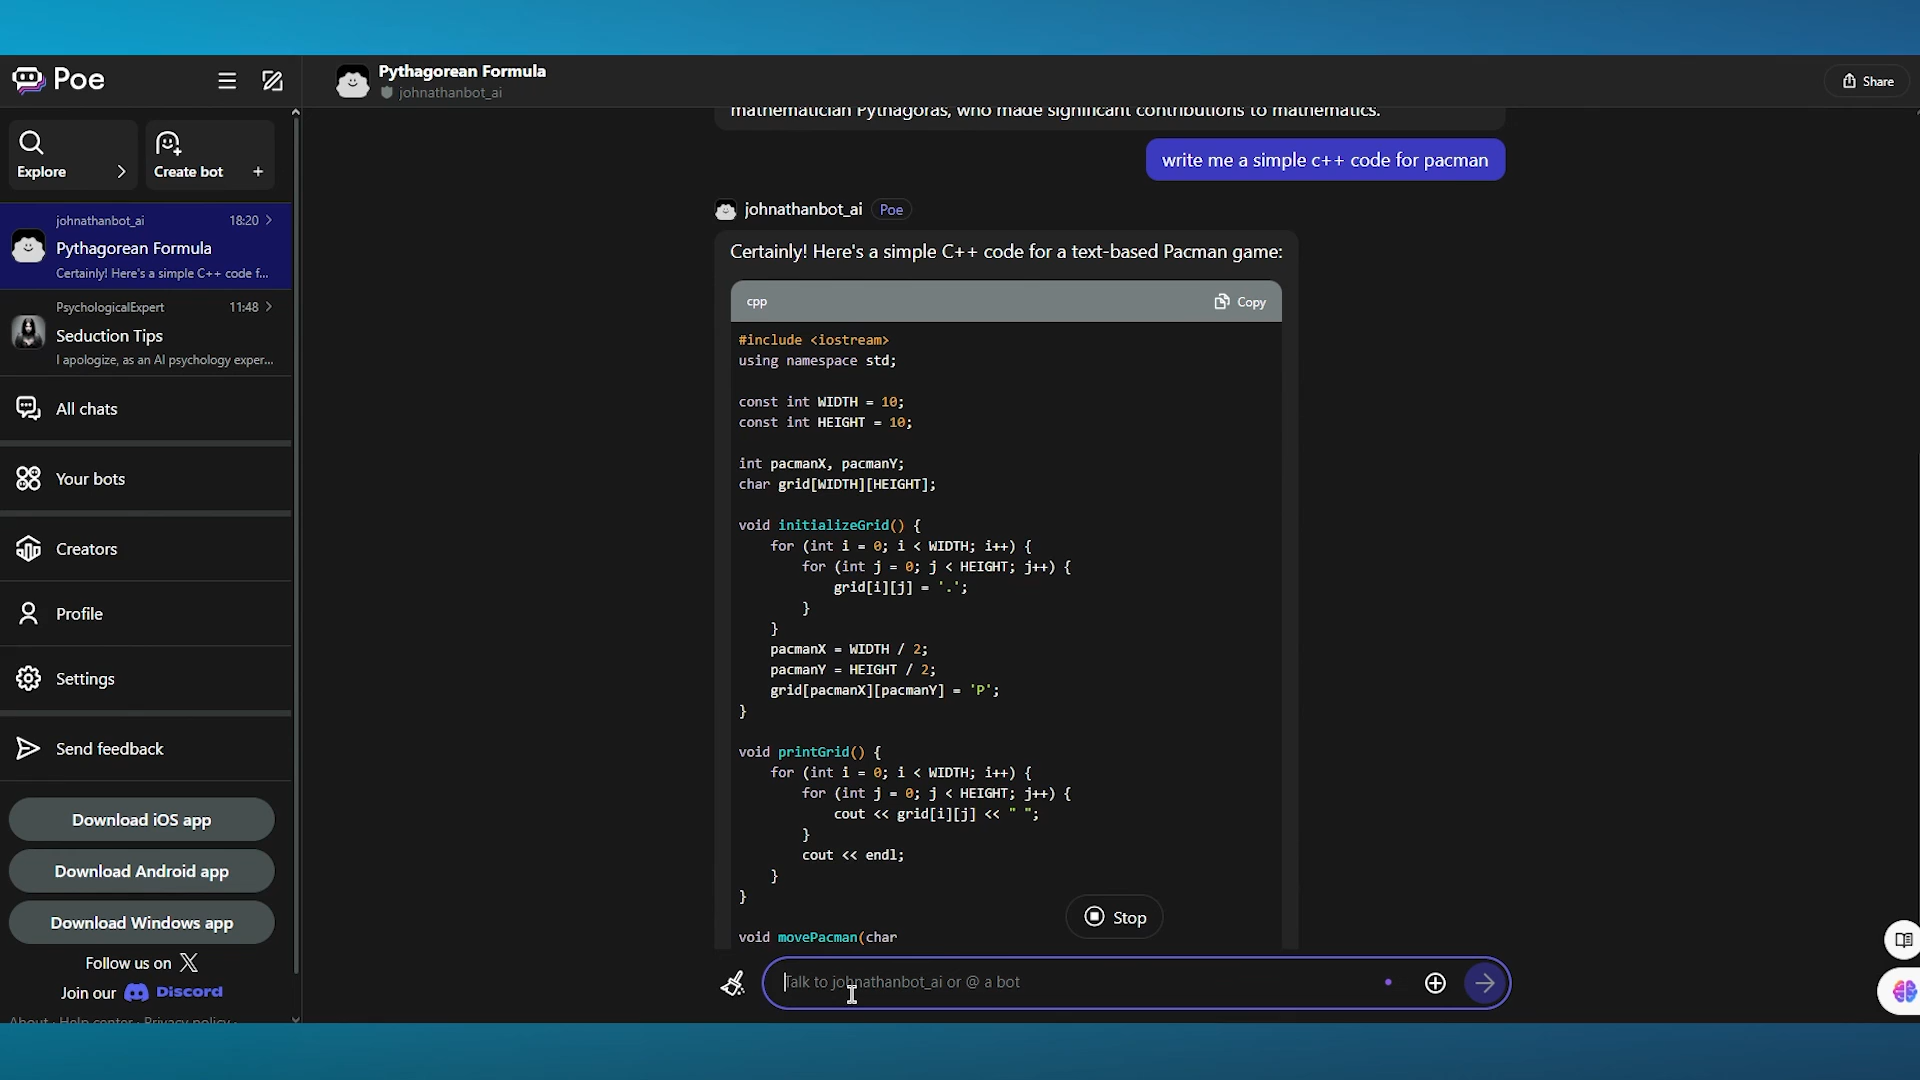 Poe
Explore
Create bot +
johnathanbot_ai 18:20
Pythagorean Formula
Certainly! Here's a simple C++ code f...
PsychologicalExpert 11:48
Seduction Tips
I apologize, as an AI psychology exper...
All chats
Your bots
Creators
Profile
Settings
Send feedback
Download iOS app
Download Android app
Download Windows app
Follow us on X
Join our Discord
About · Help center · Privacy policy ·
Pythagorean Formula
johnathanbot_ai
Share
mathematician Pythagoras, who made significant contributions to mathematics.
write me a simple c++ code for pacman
johnathanbot_ai Poe
Certainly! Here's a simple C++ code for a text-based Pacman game:
cpp Copy
#include <iostream>
using namespace std;
const int WIDTH = 10;
const int HEIGHT = 10;
int pacmanX, pacmanY;
char grid[WIDTH][HEIGHT];
void initializeGrid() {
for (int i = 0; i < WIDTH; i++) {
for (int j = 0; j < HEIGHT; j++) {
grid[i][j] = '.';
}
}
pacmanX = WIDTH / 2;
pacmanY = HEIGHT / 2;
grid[pacmanX][pacmanY] = 'P';
}
void printGrid() {
for (int i = 0; i < WIDTH; i++) {
for (int j = 0; j < HEIGHT; j++) {
cout << grid[i][j] << " ";
}
cout << endl;
}
}
void movePacman(char
Stop
Talk to johnathanbot_ai or @ a bot